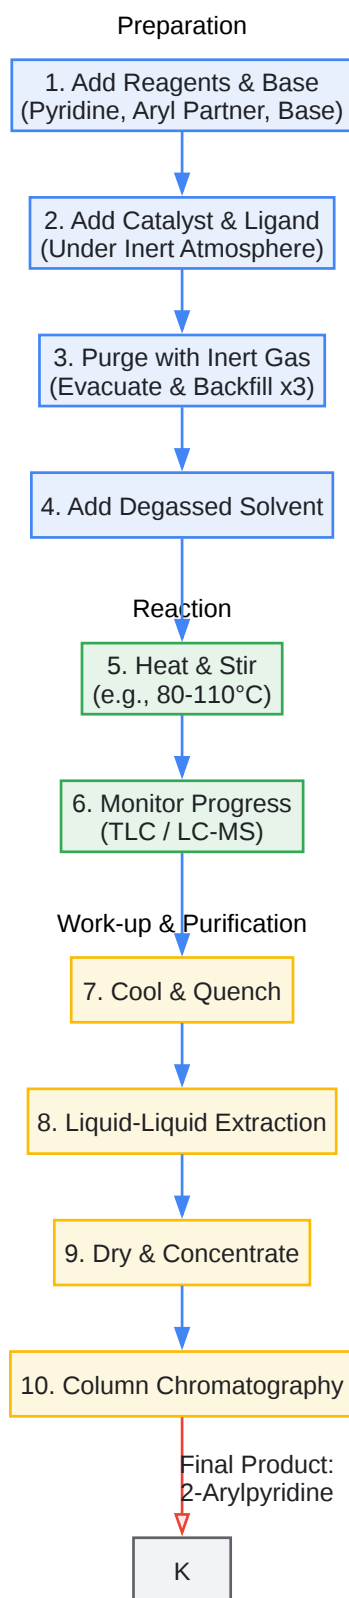 Preparation
1. Add Reagents & Base
(Pyridine, Aryl Partner, Base)
2. Add Catalyst & Ligand
(Under Inert Atmosphere)
3. Purge with Inert Gas
(Evacuate & Backfill x3)
4. Add Degassed Solvent
Reaction
5. Heat & Stir
(e.g., 80-110°C)
6. Monitor Progress
(TLC / LC-MS)
Work-up & Purification
7. Cool & Quench
8. Liquid-Liquid Extraction
9. Dry & Concentrate
10. Column Chromatography
Final Product:
2-Arylpyridine
K